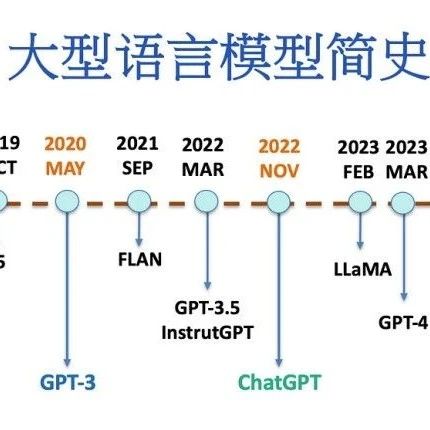 大型语言模型简史
19 2020 2021 2022 2022 2023 2023
CT MAY SEP MAR NOV FEB MAR
5 FLAN
LLaMA
GPT-3.5
InstrutGPT
GPT-4
GPT-3 ChatGPT